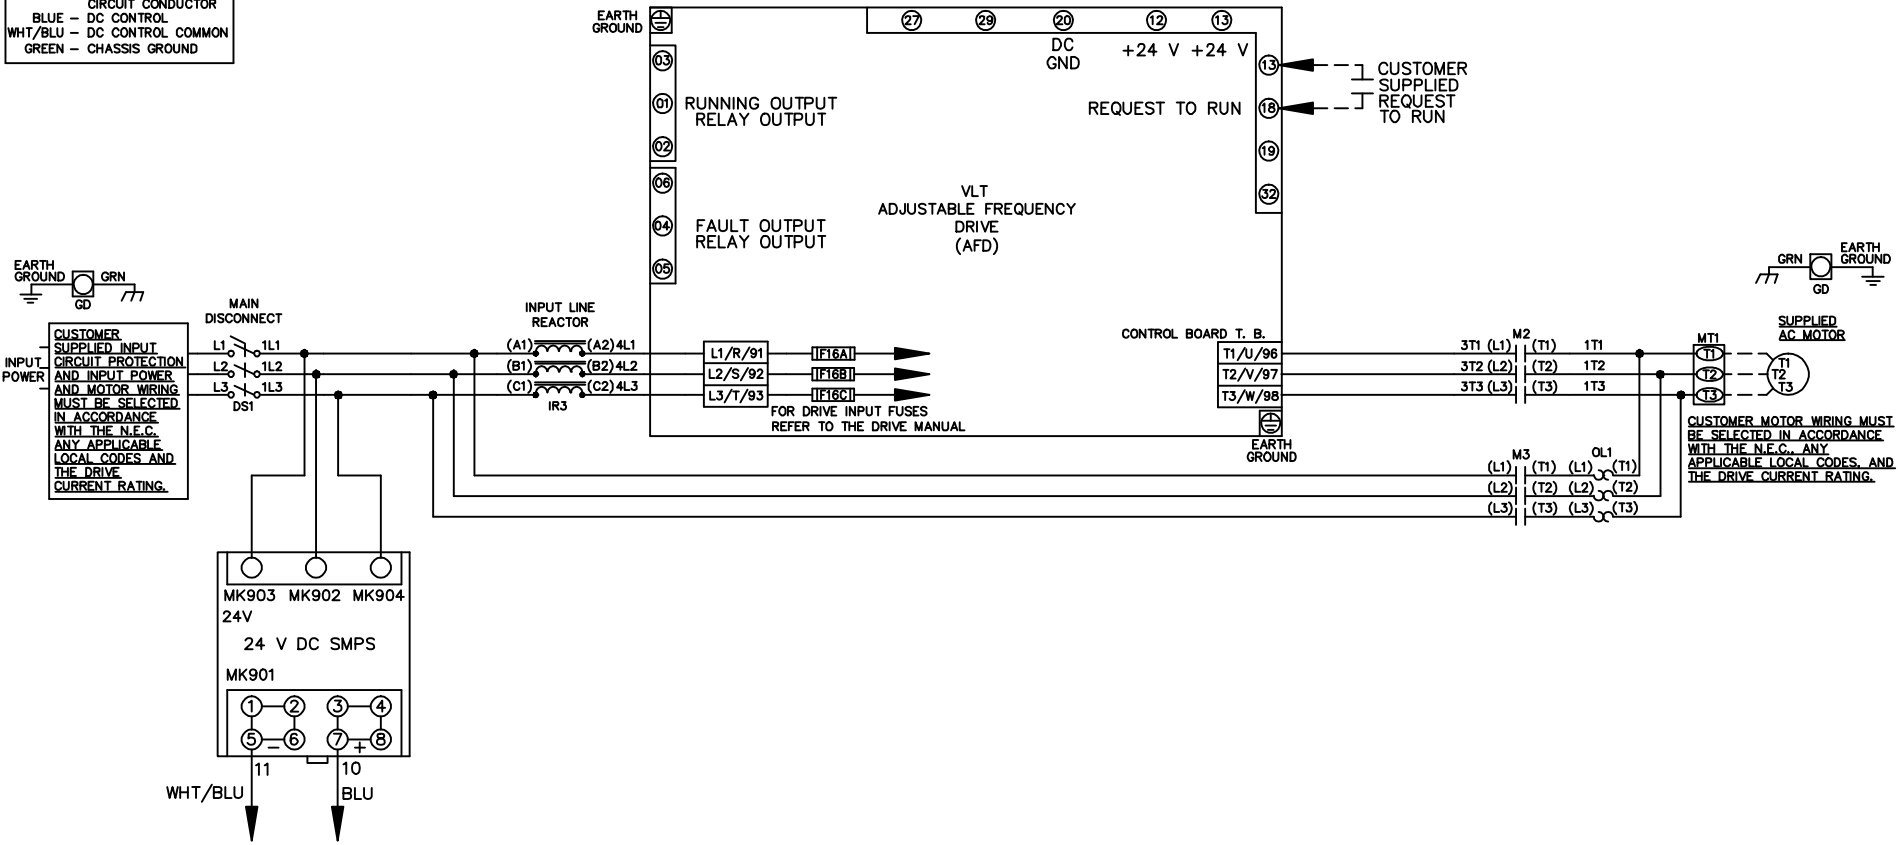 CIRCUIT CONDUCTOR
BLUE – DC CONTROL
WHT/BLU – DC CONTROL COMMON
GREEN – CHASSIS GROUND
EARTH
GROUND
27 29 20 12 13
DC
GND
+24 V +24 V
03
01
02
RUNNING OUTPUT
RELAY OUTPUT
06
04
05
FAULT OUTPUT
RELAY OUTPUT
13
REQUEST TO RUN 18
19
32
CUSTOMER
SUPPLIED
REQUEST
TO RUN
VLT
ADJUSTABLE FREQUENCY
DRIVE
(AFD)
EARTH
GROUND
GRN
GD
INPUT
POWER
CUSTOMER
SUPPLIED INPUT
CIRCUIT PROTECTION
AND INPUT POWER
AND MOTOR WIRING
MUST BE SELECTED
IN ACCORDANCE
WITH THE N.E.C.
ANY APPLICABLE
LOCAL CODES AND
THE DRIVE
CURRENT RATING.
MAIN
DISCONNECT
L1 1L1
L2 1L2
L3 1L3
DS1
INPUT LINE
REACTOR
(A1) (A2) 4L1
(B1) (B2) 4L2
(C1) (C2) 4L3
IR3
L1/R/91 F16A
L2/S/92 F16B
L3/T/93 F16C
FOR DRIVE INPUT FUSES
REFER TO THE DRIVE MANUAL
CONTROL BOARD T. B.
T1/U/96
T2/V/97
T3/W/98
EARTH
GROUND
M2
3T1 (L1) (T1) 1T1
3T2 (L2) (T2) 1T2
3T3 (L3) (T3) 1T3
M3 OL1
(L1) (T1) (L1) (T1)
(L2) (T2) (L2) (T2)
(L3) (T3) (L3) (T3)
GRN
EARTH
GROUND
GD
SUPPLIED
AC MOTOR
MT1
T1
T2
T3
T1
T2
T3
CUSTOMER MOTOR WIRING MUST
BE SELECTED IN ACCORDANCE
WITH THE N.E.C., ANY
APPLICABLE LOCAL CODES, AND
THE DRIVE CURRENT RATING.
MK903 MK902 MK904
24V
24 V DC SMPS
MK901
1 2 3 4
5 – 6 7 + 8
11 10
WHT/BLU BLU